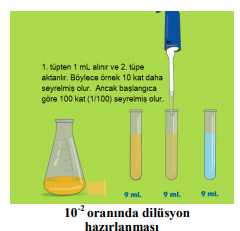 1. tüpten 1 mL alınır ve 2. tüpe
aktarılır. Böylece örnek 10 kat daha
seyrelmiş olur. Ancak başlangıca
göre 100 kat (1/100) seyrelmiş olur.
9 ml. 9 ml. 9 ml.
10⁻² oranında dilüsyon
hazırlanması